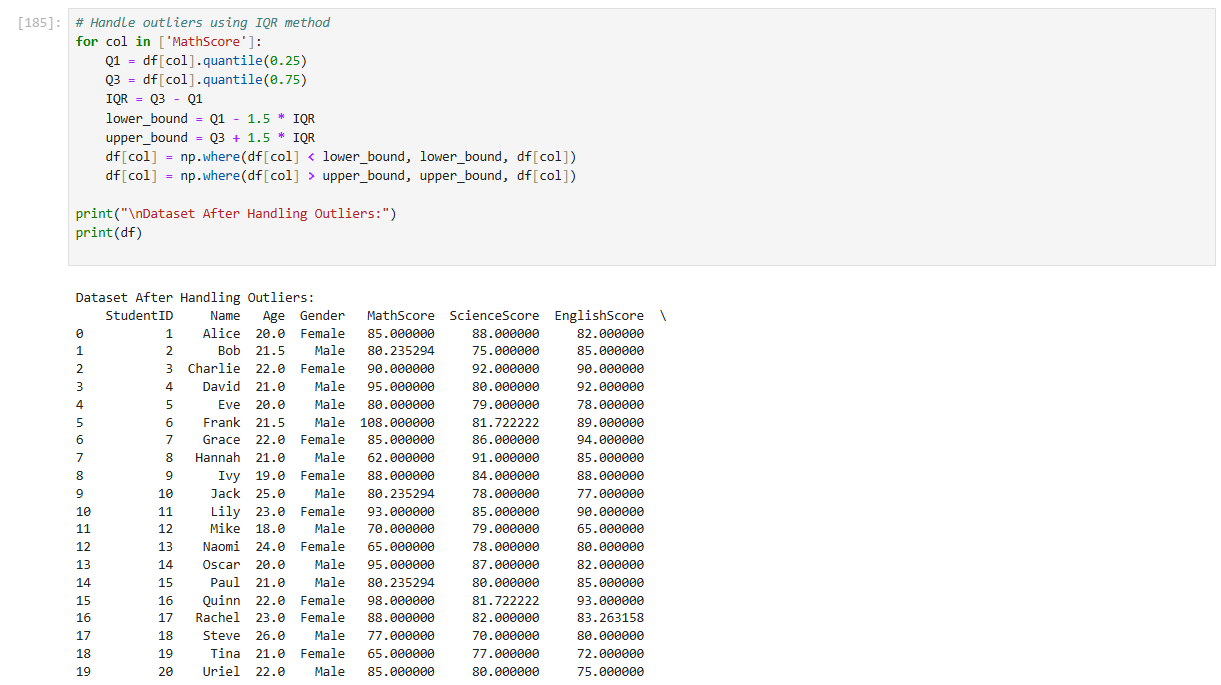 [185]: # Handle outliers using IQR method
for col in ['MathScore']:
    Q1 = df[col].quantile(0.25)
    Q3 = df[col].quantile(0.75)
    IQR = Q3 - Q1
    lower_bound = Q1 - 1.5 * IQR
    upper_bound = Q3 + 1.5 * IQR
    df[col] = np.where(df[col] < lower_bound, lower_bound, df[col])
    df[col] = np.where(df[col] > upper_bound, upper_bound, df[col])
print("\nDataset After Handling Outliers:")
print(df)
Dataset After Handling Outliers:
    StudentID     Name   Age  Gender   MathScore  ScienceScore  EnglishScore  \
0           1    Alice  20.0  Female   85.000000     88.000000     82.000000
1           2      Bob  21.5    Male   80.235294     75.000000     85.000000
2           3  Charlie  22.0  Female   90.000000     92.000000     90.000000
3           4    David  21.0    Male   95.000000     80.000000     92.000000
4           5      Eve  20.0    Male   80.000000     79.000000     78.000000
5           6    Frank  21.5    Male  108.000000     81.722222     89.000000
6           7    Grace  22.0  Female   85.000000     86.000000     94.000000
7           8   Hannah  21.0    Male   62.000000     91.000000     85.000000
8           9      Ivy  19.0  Female   88.000000     84.000000     88.000000
9          10     Jack  25.0    Male   80.235294     78.000000     77.000000
10         11     Lily  23.0  Female   93.000000     85.000000     90.000000
11         12     Mike  18.0    Male   70.000000     79.000000     65.000000
12         13    Naomi  24.0  Female   65.000000     78.000000     80.000000
13         14    Oscar  20.0    Male   95.000000     87.000000     82.000000
14         15     Paul  21.0    Male   80.235294     80.000000     85.000000
15         16    Quinn  22.0  Female   98.000000     81.722222     93.000000
16         17   Rachel  23.0  Female   88.000000     82.000000     83.263158
17         18    Steve  26.0    Male   77.000000     70.000000     80.000000
18         19     Tina  21.0  Female   65.000000     77.000000     72.000000
19         20    Uriel  22.0    Male   85.000000     80.000000     75.000000